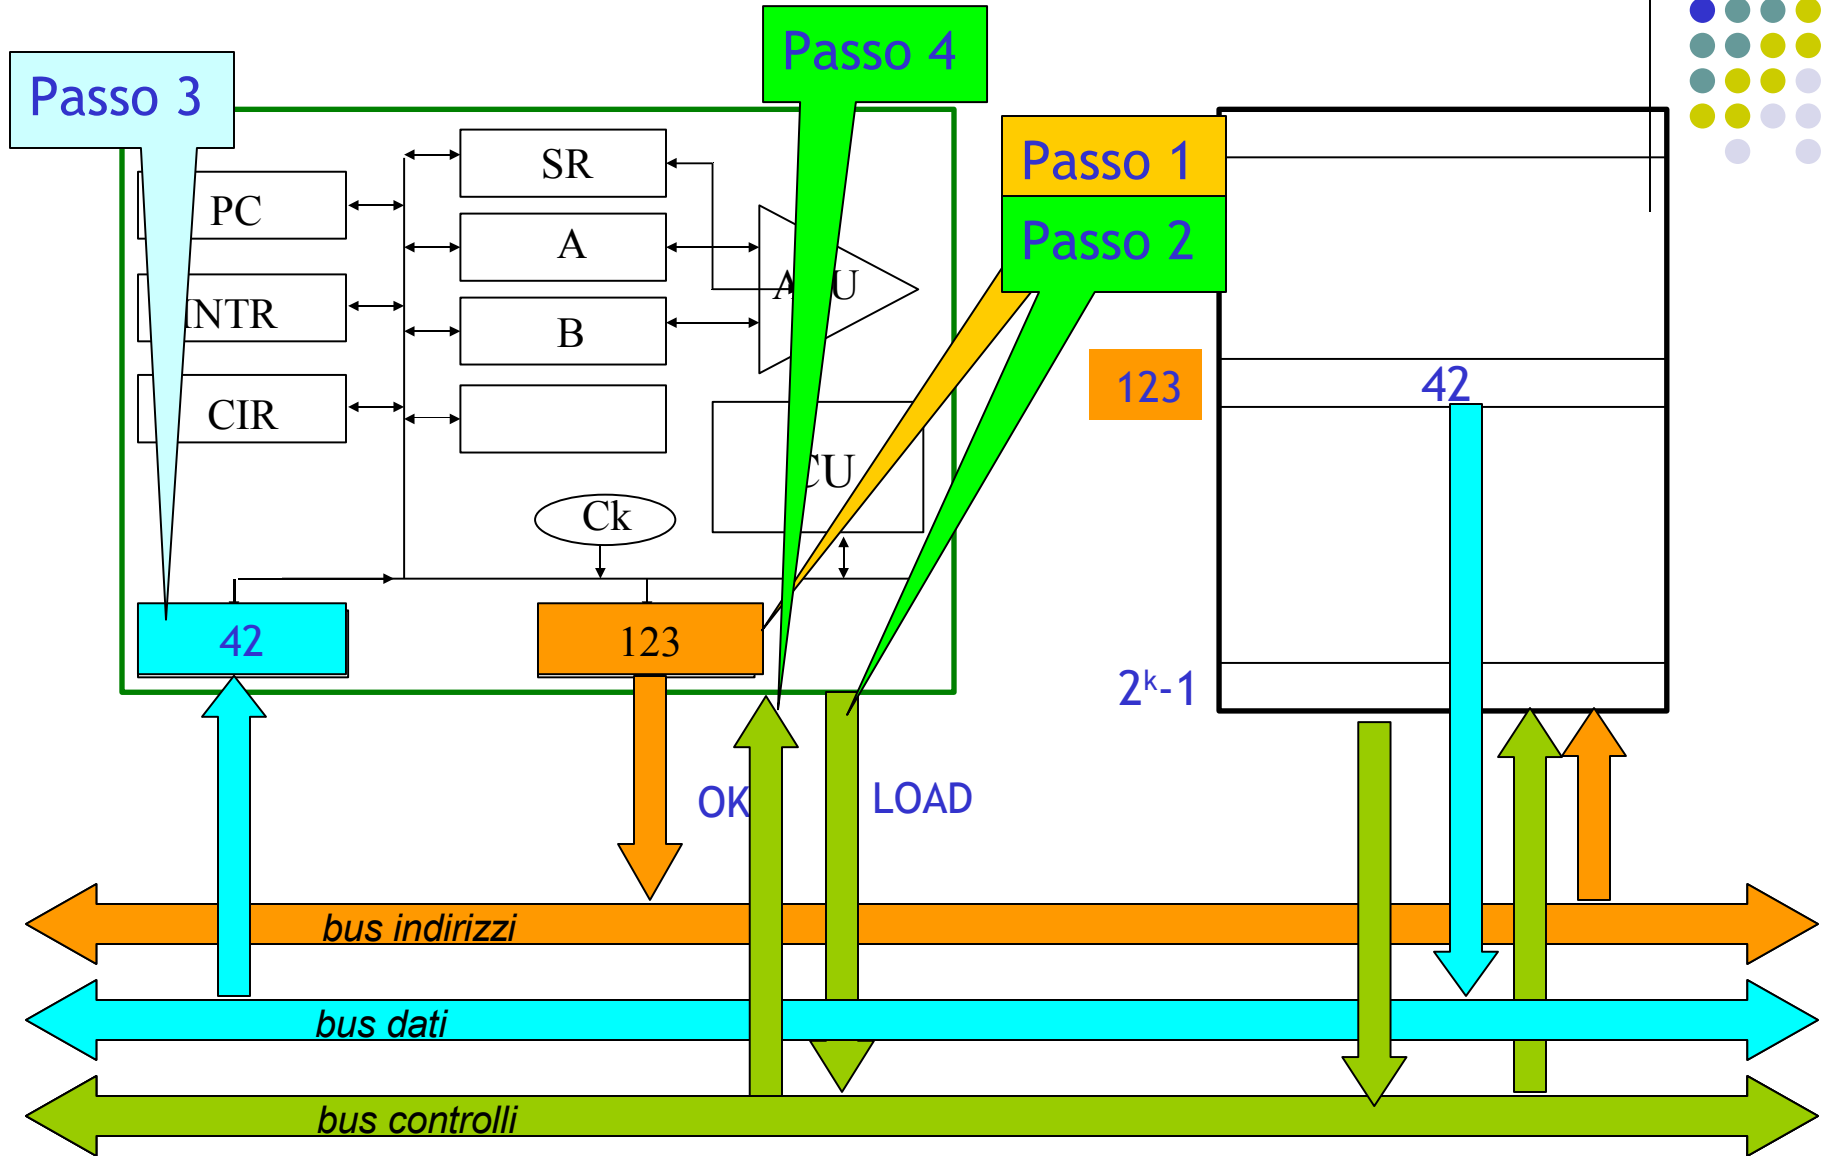 Passo 4
Passo 3
Passo 1
SR
PC
Passo 2
A
INTR
B
123
42
CIR
CU
Ck
42
123
2ᵏ-1
OK
LOAD
bus indirizzi
bus dati
bus controlli